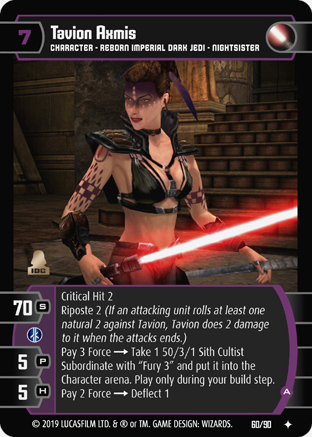 7
Tavion Axmis
CHARACTER - REBORN IMPERIAL DARK JEDI - NIGHTSISTER
IDC
70 S
5 P
5 H
Critical Hit 2
Riposte 2 (If an attacking unit rolls at least one
natural 2 against Tavion, Tavion does 2 damage
to it when the attack ends.)
Pay 3 Force → Take 1 50/3/1 Sith Cultist
Subordinate with "Fury 3" and put it into the
Character arena. Play only during your build step.
Pay 2 Force → Deflect 1
A
© 2019 LUCASFILM LTD. & ® or TM. GAME DESIGN: WIZARDS.
60/90